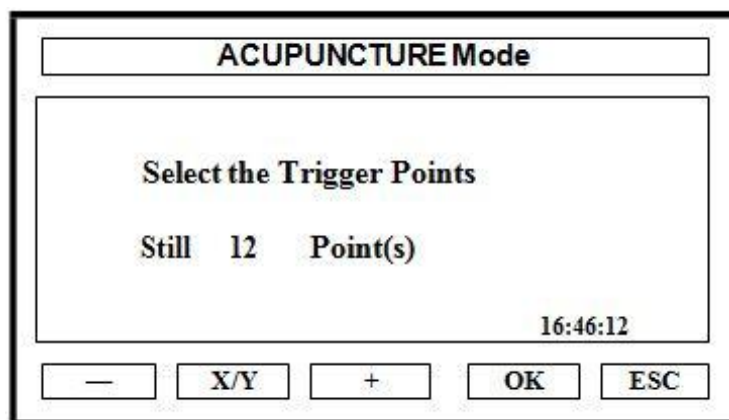 ACUPUNCTURE Mode
Select the Trigger Points
Still 12 Point(s)
16:46:12
— X/Y + OK ESC